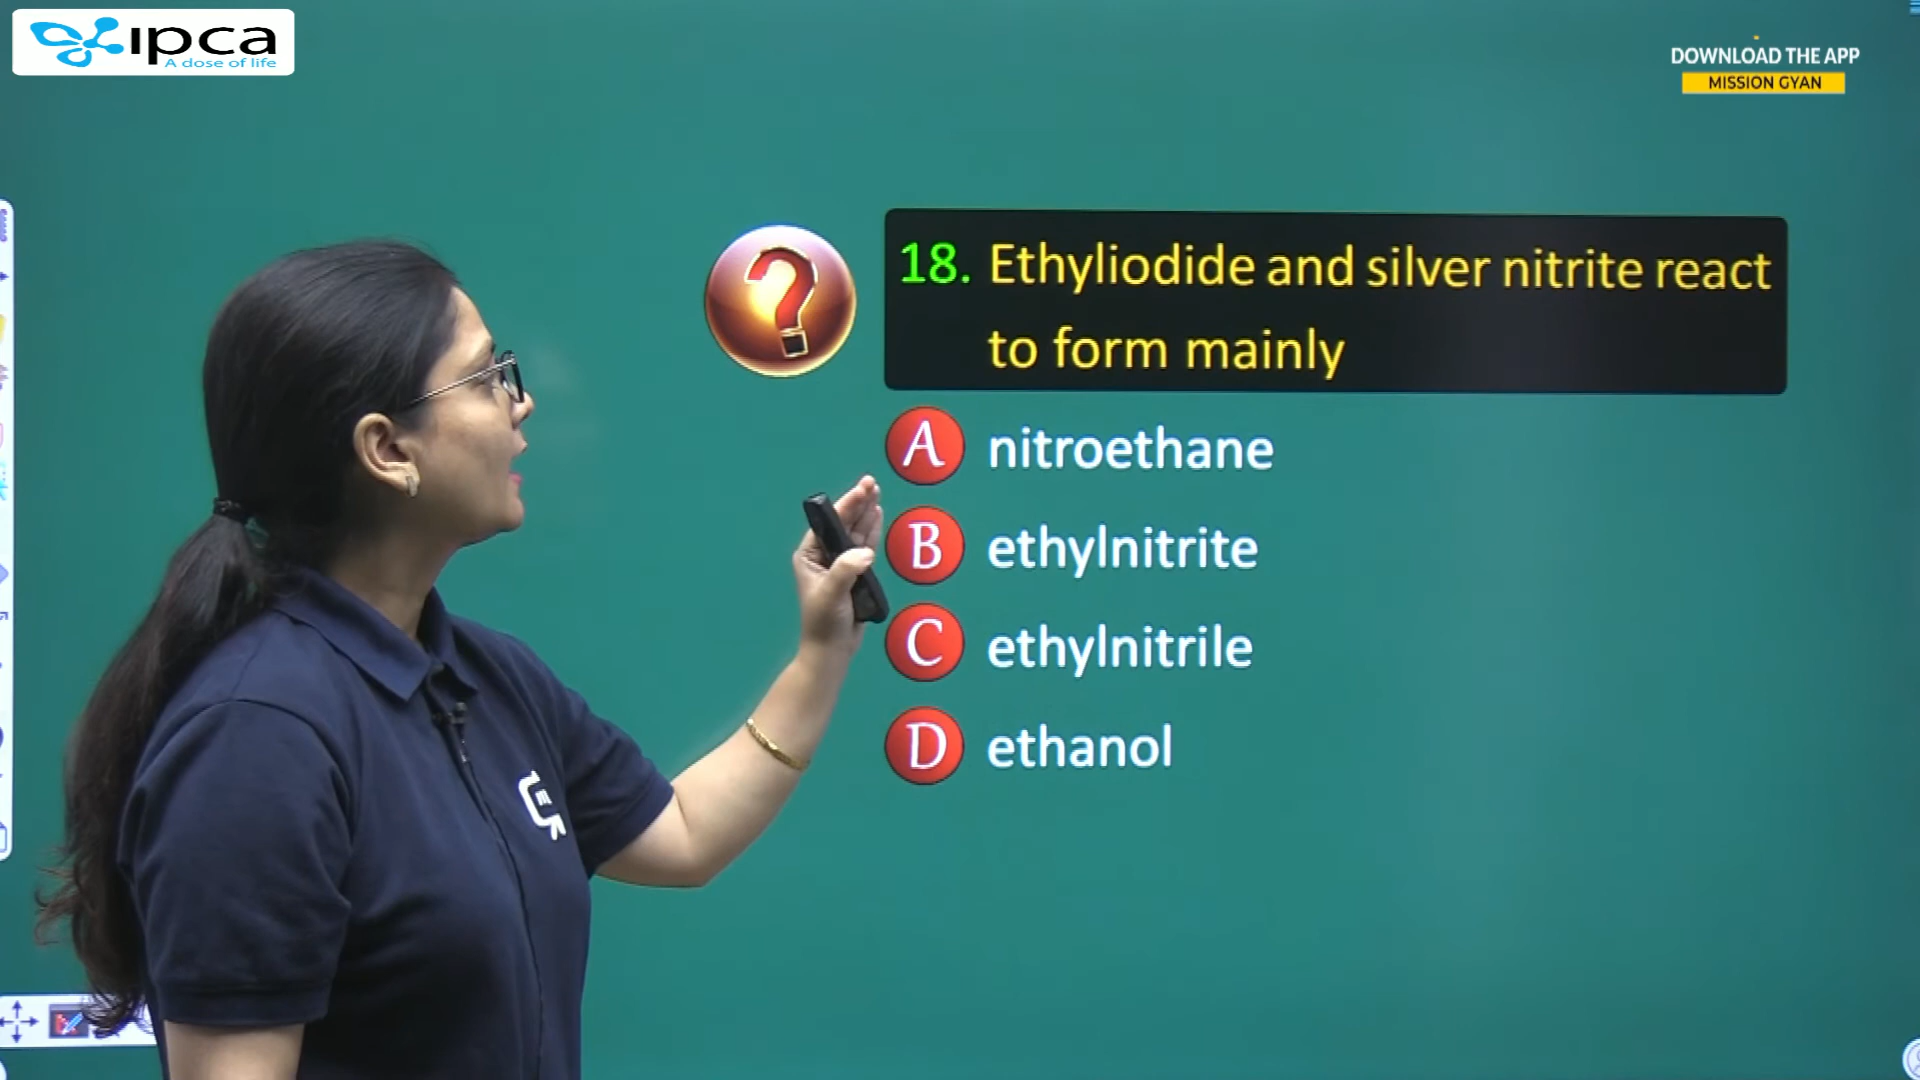 ipca
A dose of life
DOWNLOAD THE APP
MISSION GYAN
18. Ethyliodide and silver nitrite react
to form mainly
A nitroethane
B ethylnitrite
C ethylnitrile
D ethanol